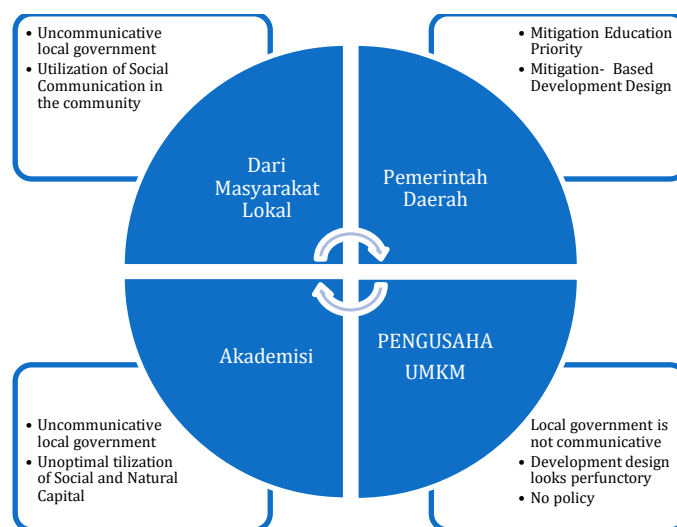 • Uncommunicative
local government
• Utilization of Social
Communication in
the community
• Mitigation Education
Priority
• Mitigation- Based
Development Design
Dari
Masyarakat
Lokal
Pemerintah
Daerah
Akademisi
PENGUSAHA
UMKM
• Uncommunicative
local government
• Unoptimal tilization
of Social and Natural
Capital
Local government is
not communicative
• Development design
looks perfunctory
• No policy